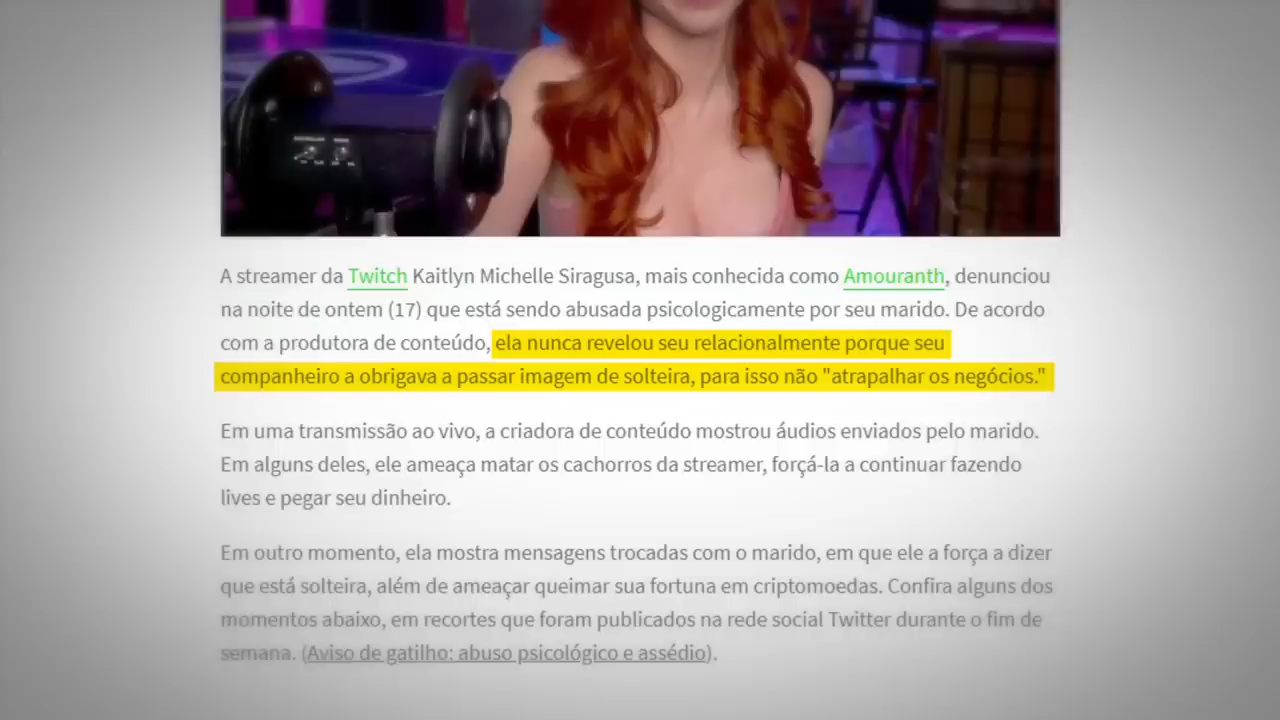 A streamer da Twitch Kaitlyn Michelle Siragusa, mais conhecida como Amouranth, denunciou
na noite de ontem (17) que está sendo abusada psicologicamente por seu marido. De acordo
com a produtora de conteúdo, ela nunca revelou seu relacionalmente porque seu
companheiro a obrigava a passar imagem de solteira, para isso não "atrapalhar os negócios."
Em uma transmissão ao vivo, a criadora de conteúdo mostrou áudios enviados pelo marido.
Em alguns deles, ele ameaça matar os cachorros da streamer, forçá-la a continuar fazendo
lives e pegar seu dinheiro.
Em outro momento, ela mostra mensagens trocadas com o marido, em que ele a força a dizer
que está solteira, além de ameaçar queimar sua fortuna em criptomoedas. Confira alguns dos
momentos abaixo, em recortes que foram publicados na rede social Twitter durante o fim de
semana. (Aviso de gatilho: abuso psicológico e assédio).